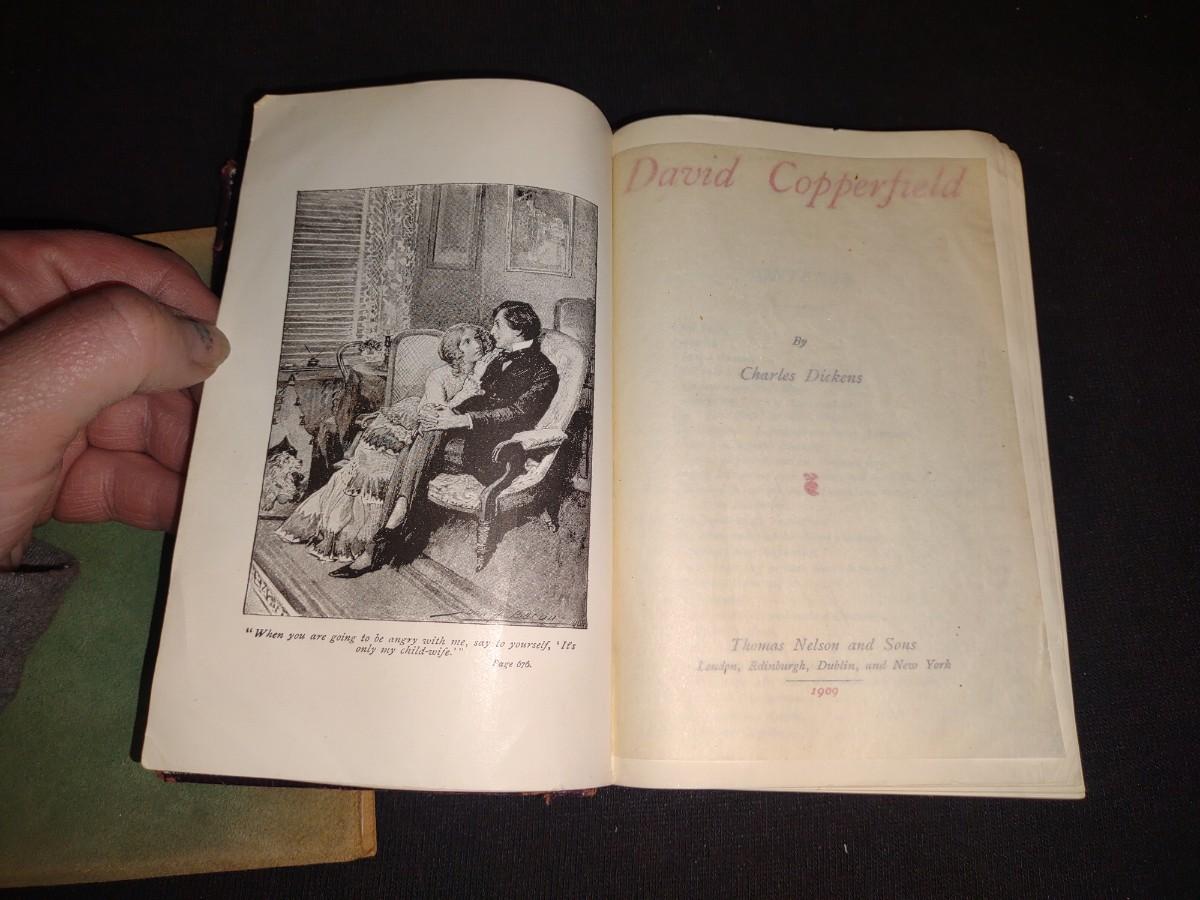 "When you are going to be angry with me, say to yourself, 'It's
only my child-wife.'"
Page 676.
David Copperfield
By
Charles Dickens
Thomas Nelson and Sons
London, Edinburgh, Dublin, and New York
1909